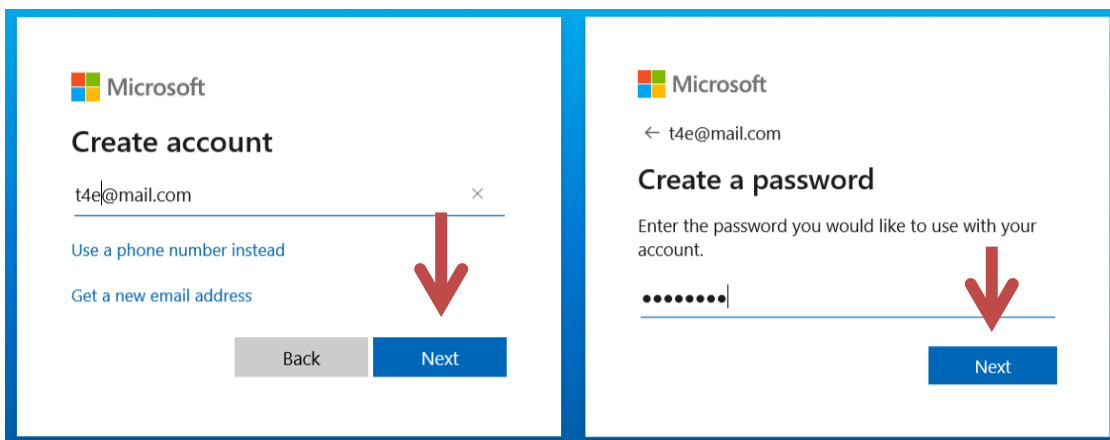 Microsoft
Create account
t4e@mail.com
Use a phone number instead
Get a new email address
Back
Next
Microsoft
← t4e@mail.com
Create a password
Enter the password you would like to use with your
account.
••••••••
Next